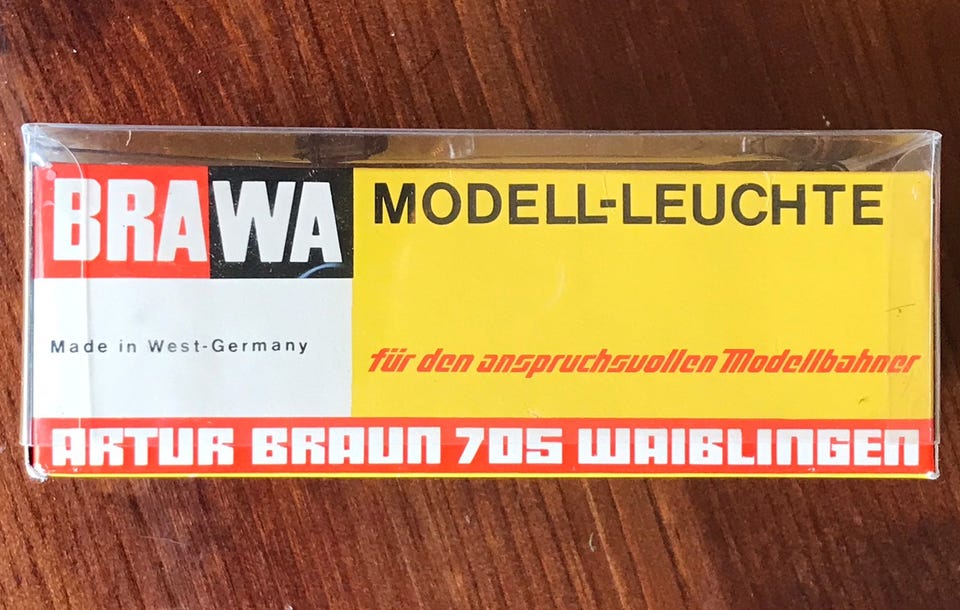 BRAWA
MODELL-LEUCHTE
Made in West-Germany
für den anspruchsvollen Modellbahner
ARTUR BRAUN 705 WAIBLINGEN